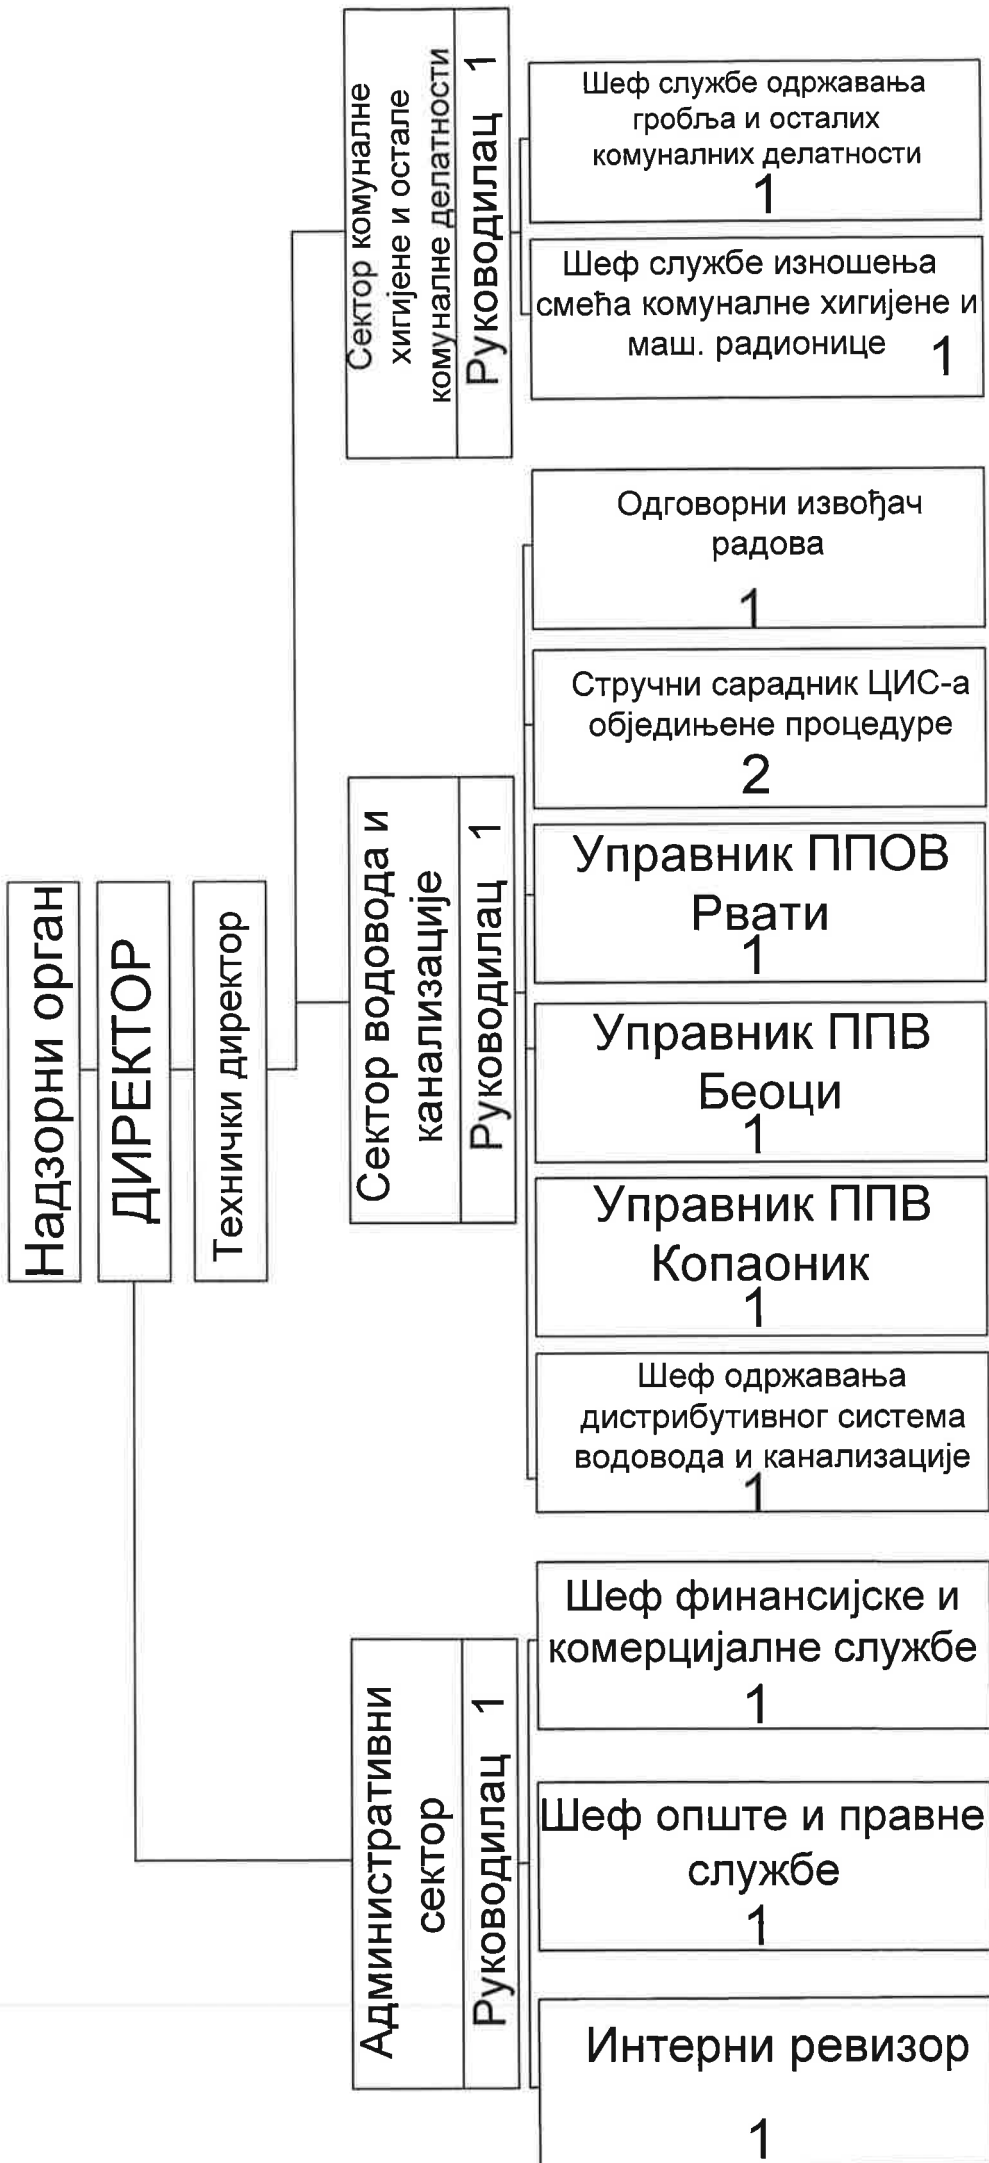 Надзорни орган
ДИРЕКТОР
Технички директор
Административни
сектор
Руководилац 1
Сектор водовода и
канализације
Руководилац 1
Сектор комуналне
хигијене и остале
комуналне делатности
Руководилац 1
Интерни ревизор
1
Шеф опште и правне
службе
1
Шеф финансијске и
комерцијалне службе
1
Шеф одржавања
дистрибутивног система
водовода и канализације
1
Управник ППВ
Копаоник
1
Управник ППВ
Беоци
1
Управник ППОВ
Рвати
1
Стручни сарадник ЦИС-а
обједињене процедуре
2
Одговорни извођач
радова
1
Шеф службе изношења
смећа комуналне хигијене и
маш. радионице 1
Шеф службе одржавања
гробља и осталих
комуналних делатности
1